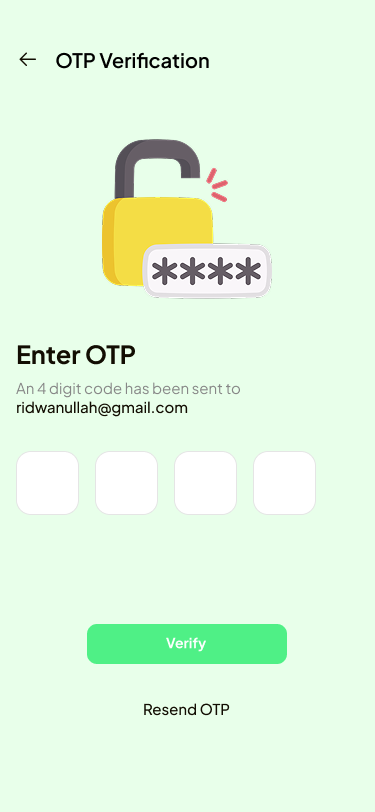 OTP Verification
****
Enter OTP
An 4 digit code has been sent to
ridwanullah@gmail.com
Verify
Resend OTP